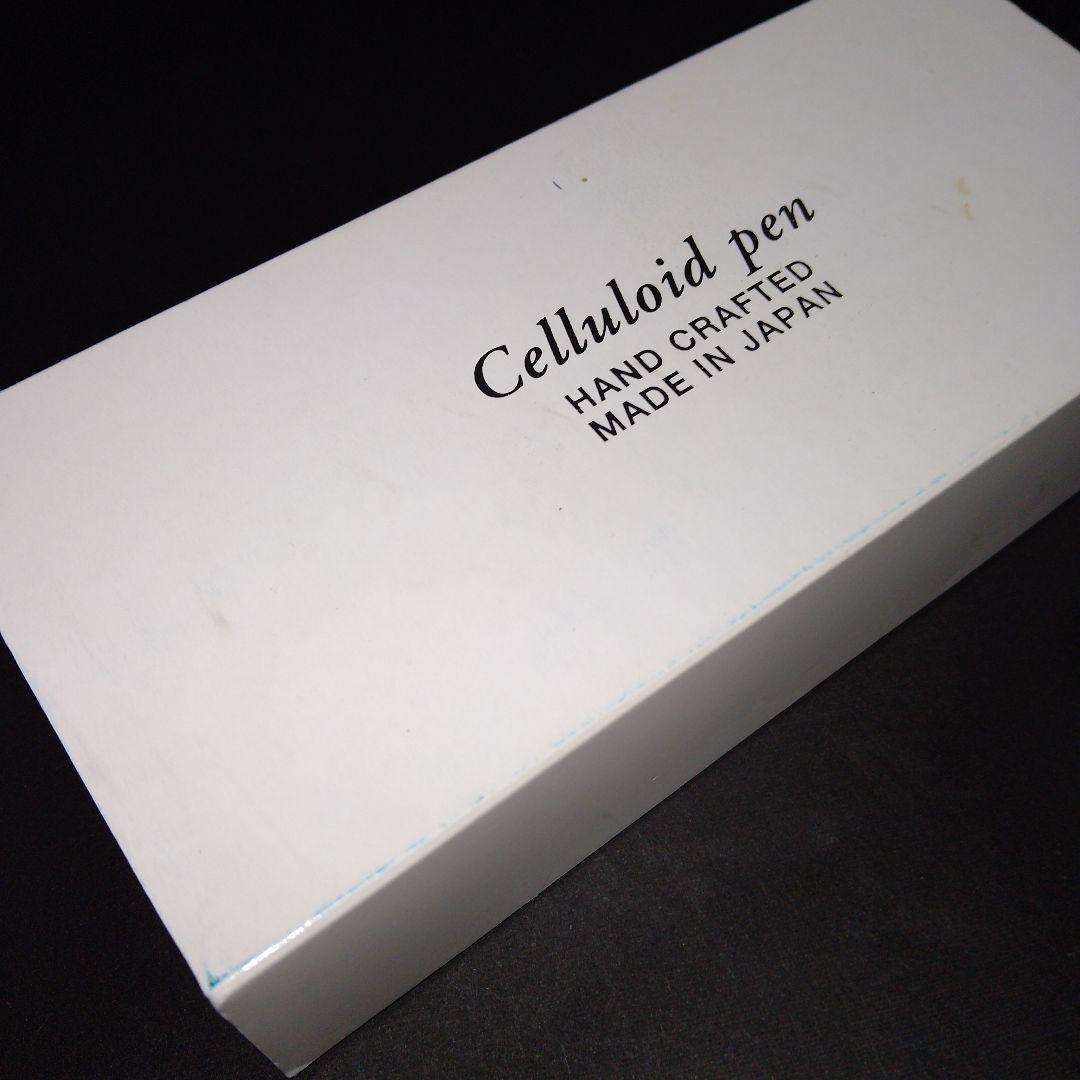 Celluloid pen
HAND CRAFTED
MADE IN JAPAN